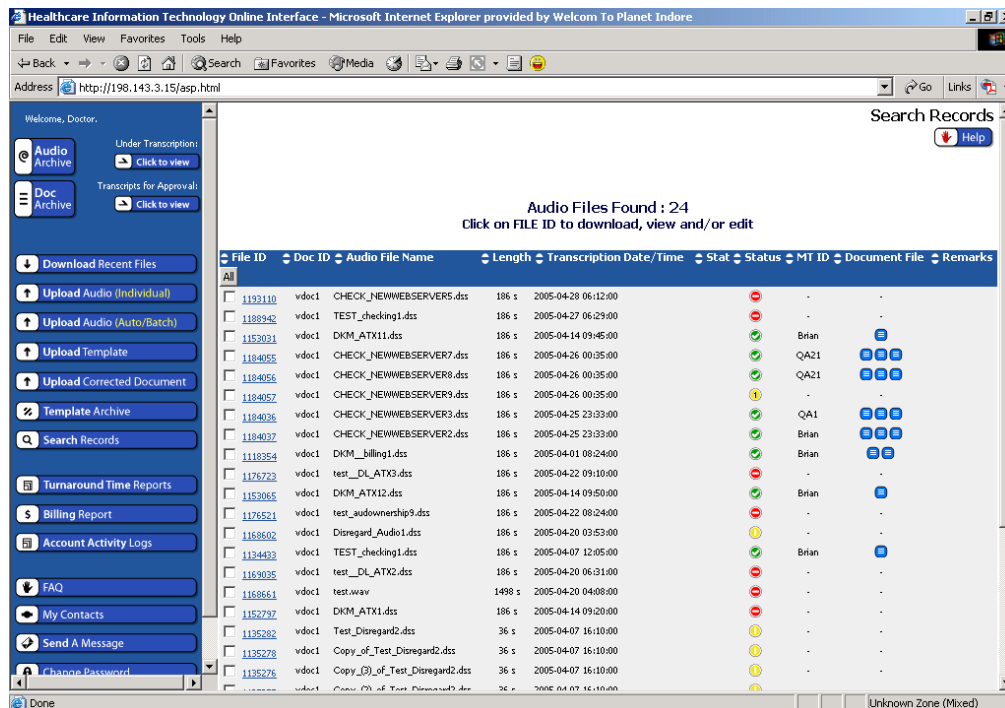 Healthcare Information Technology Online Interface - Microsoft Internet Explorer provided by Welcom To Planet Indore
File Edit View Favorites Tools Help
Back Search Favorites Media
Address http://198.143.3.15/asp.html Go Links
Welcome, Doctor.
Audio Archive
Under Transcription:
Click to view
Doc Archive
Transcripts for Approval:
Click to view
Download Recent Files
Upload Audio (Individual)
Upload Audio (Auto/Batch)
Upload Template
Upload Corrected Document
Template Archive
Search Records
Turnaround Time Reports
Billing Report
Account Activity Logs
FAQ
My Contacts
Send A Message
Change Password
Search Records
Help
Audio Files Found : 24
Click on FILE ID to download, view and/or edit
File ID Doc ID Audio File Name Length Transcription Date/Time Stat Status MT ID Document File Remarks
All
1193110 vdoc1 CHECK_NEWWEBSERVER5.dss 186 s 2005-04-28 06:12:00 - -
1188942 vdoc1 TEST_checking1.dss 186 s 2005-04-27 06:29:00 - -
1153031 vdoc1 DKM_ATX11.dss 186 s 2005-04-14 09:45:00 Brian
1184055 vdoc1 CHECK_NEWWEBSERVER7.dss 186 s 2005-04-26 00:35:00 QA21
1184056 vdoc1 CHECK_NEWWEBSERVER8.dss 186 s 2005-04-26 00:35:00 QA21
1184057 vdoc1 CHECK_NEWWEBSERVER9.dss 186 s 2005-04-26 00:35:00 1 - -
1184036 vdoc1 CHECK_NEWWEBSERVER3.dss 186 s 2005-04-25 23:33:00 QA1
1184037 vdoc1 CHECK_NEWWEBSERVER2.dss 186 s 2005-04-25 23:33:00 Brian
1118354 vdoc1 DKM__billing1.dss 186 s 2005-04-01 08:24:00 Brian
1176723 vdoc1 test__DL_ATX3.dss 186 s 2005-04-22 09:10:00 - -
1153065 vdoc1 DKM_ATX12.dss 186 s 2005-04-14 09:50:00 Brian
1176521 vdoc1 test_audownership9.dss 186 s 2005-04-22 08:24:00 - -
1168602 vdoc1 Disregard_Audio1.dss 186 s 2005-04-20 03:53:00 - -
1134433 vdoc1 TEST_checking1.dss 186 s 2005-04-07 12:05:00 Brian
1169035 vdoc1 test__DL_ATX2.dss 186 s 2005-04-20 06:31:00 - -
1168661 vdoc1 test.wav 1498 s 2005-04-20 04:08:00 - -
1152797 vdoc1 DKM_ATX1.dss 186 s 2005-04-14 09:20:00 - -
1135282 vdoc1 Test_Disregard2.dss 36 s 2005-04-07 16:10:00 - -
1135278 vdoc1 Copy_of_Test_Disregard2.dss 36 s 2005-04-07 16:10:00 - -
1135276 vdoc1 Copy_(3)_of_Test_Disregard2.dss 36 s 2005-04-07 16:10:00 - -
vdoc1 Copy_(2)_of_Test_Disregard2.dss 36 s 2005-04-07 16:10:00
Done Unknown Zone (Mixed)